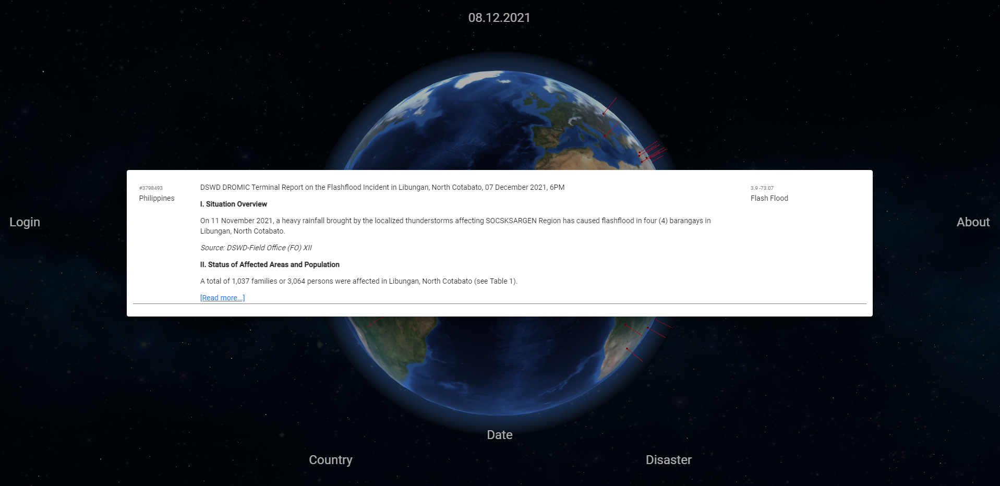 08.12.2021
#3798493
Philippines
DSWD DROMIC Terminal Report on the Flashflood Incident in Libungan, North Cotabato, 07 December 2021, 6PM
I. Situation Overview
On 11 November 2021, a heavy rainfall brought by the localized thunderstorms affecting SOCSKSARGEN Region has caused flashflood in four (4) barangays in
Libungan, North Cotabato.
Source: DSWD-Field Office (FO) XII
II. Status of Affected Areas and Population
A total of 1,037 families or 3,064 persons were affected in Libungan, North Cotabato (see Table 1).
[Read more...]
3.9 -73.07
Flash Flood
Login
About
Date
Country
Disaster